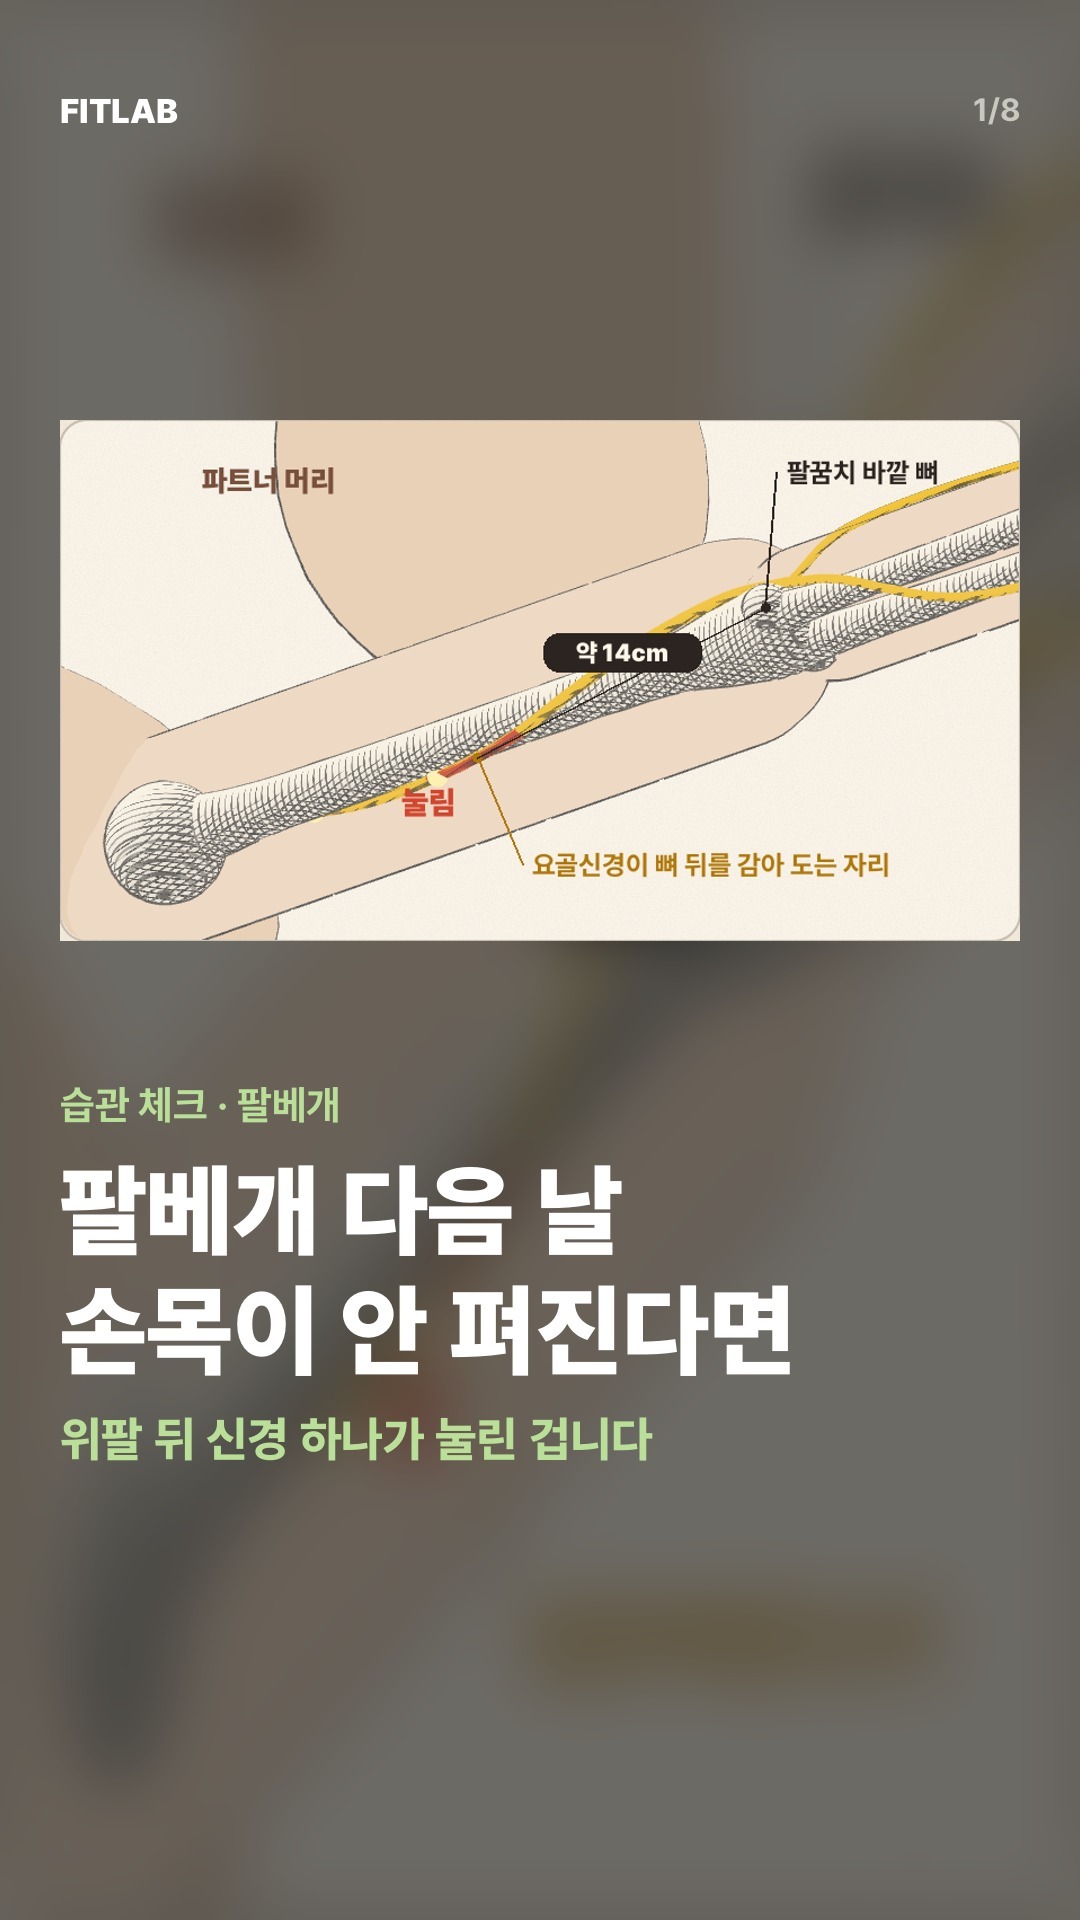 FITLAB
1/8
파트너 머리
팔꿈치 바깥 뼈
약 14cm
눌림
요골신경이 뼈 뒤를 감아 도는 자리
습관 체크 · 팔베개
팔베개 다음 날
손목이 안 펴진다면
위팔 뒤 신경 하나가 눌린 겁니다